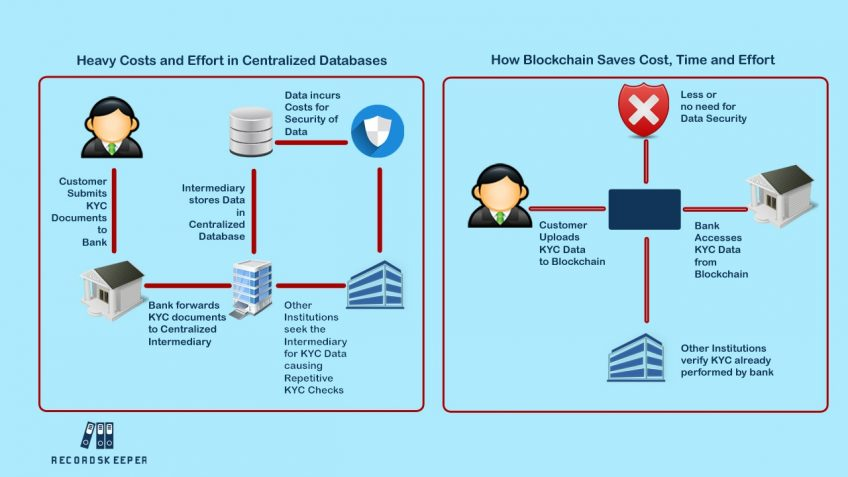 Heavy Costs and Effort in Centralized Databases
Data incurs
Costs for
Security of
Data
Customer
Submits
KYC
Documents
to
Bank
Intermediary
stores Data
in
Centralized
Database
Bank forwards
KYC documents
to Centralized
Intermediary
Other
Institutions
seek the
Intermediary
for KYC Data
causing
Repetitive
KYC Checks
How Blockchain Saves Cost, Time and Effort
Less or
no need for
Data Security
Customer
Uploads
KYC Data
to Blockchain
Bank
Accesses
KYC Data
from
Blockchain
Other Institutions
verify KYC already
performed by bank
RECORDSKEEPER